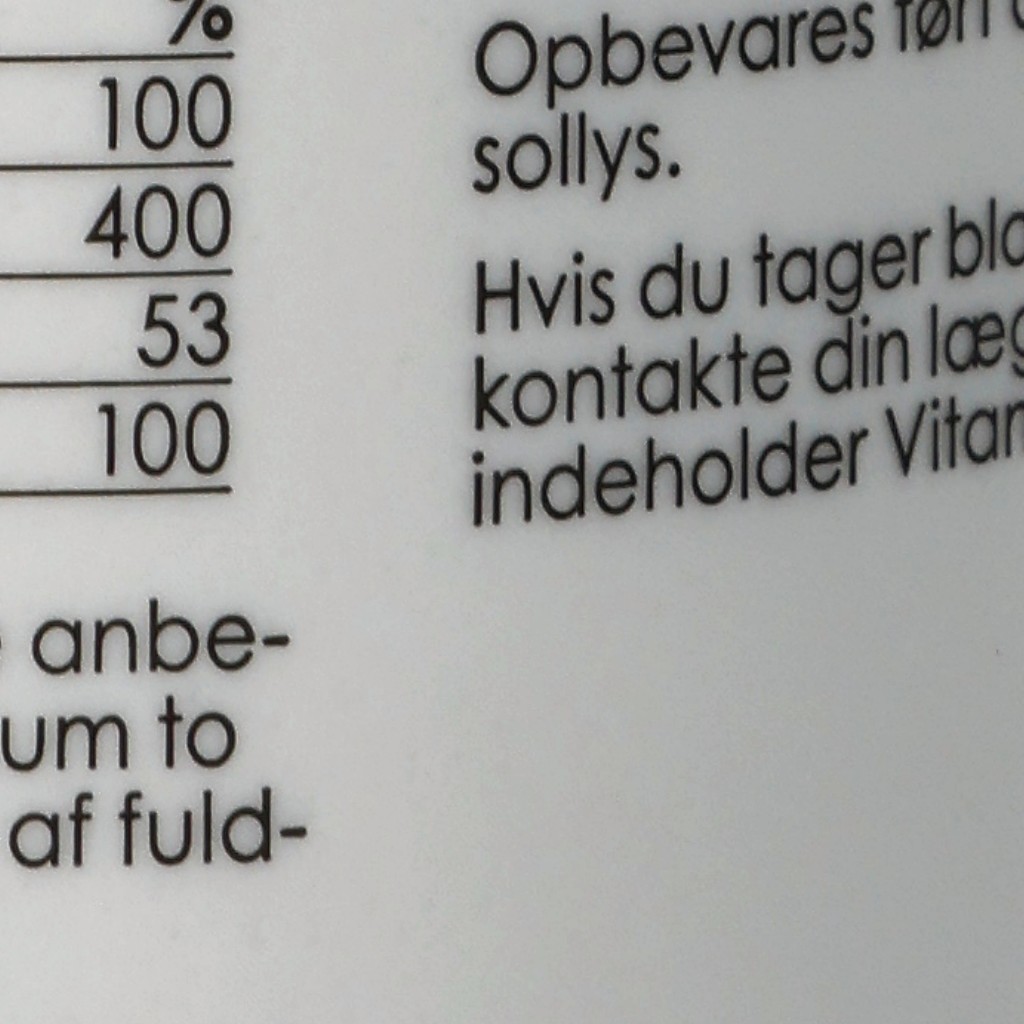 %
100
400
53
100
anbe-
um to
af fuld-
Opbevares
sollys.
Hvis du tager
kontakte din
indeholder